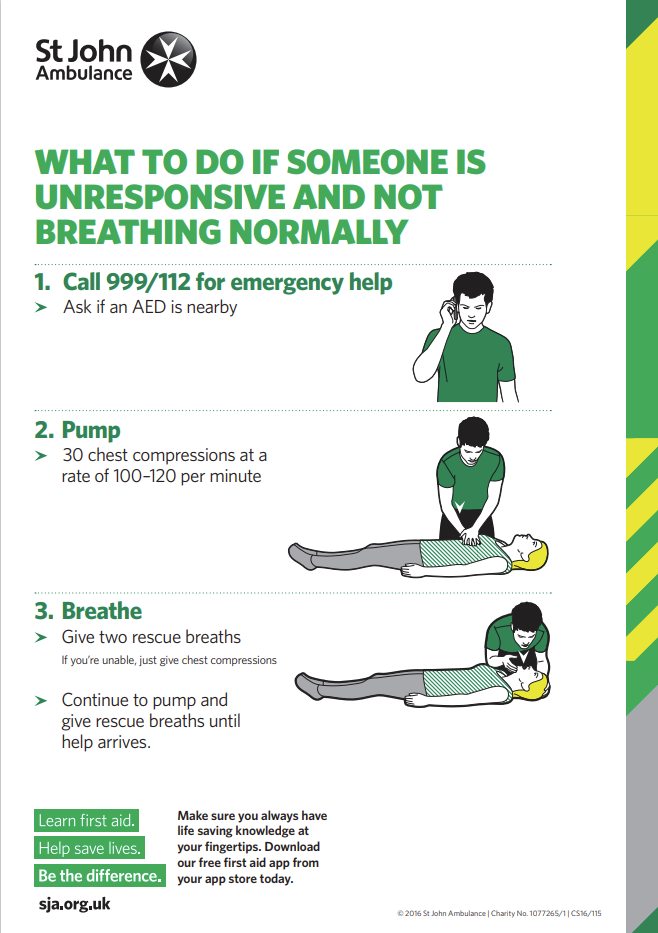 St John
Ambulance
WHAT TO DO IF SOMEONE IS
UNRESPONSIVE AND NOT
BREATHING NORMALLY
1. Call 999/112 for emergency help
➤ Ask if an AED is nearby
2. Pump
➤ 30 chest compressions at a
rate of 100–120 per minute
3. Breathe
➤ Give two rescue breaths
If you're unable, just give chest compressions
➤ Continue to pump and
give rescue breaths until
help arrives.
Learn first aid.
Help save lives.
Be the difference.
sja.org.uk
Make sure you always have
life saving knowledge at
your fingertips. Download
our free first aid app from
your app store today.
© 2016 St John Ambulance | Charity No. 1077265/1 | CS16/115